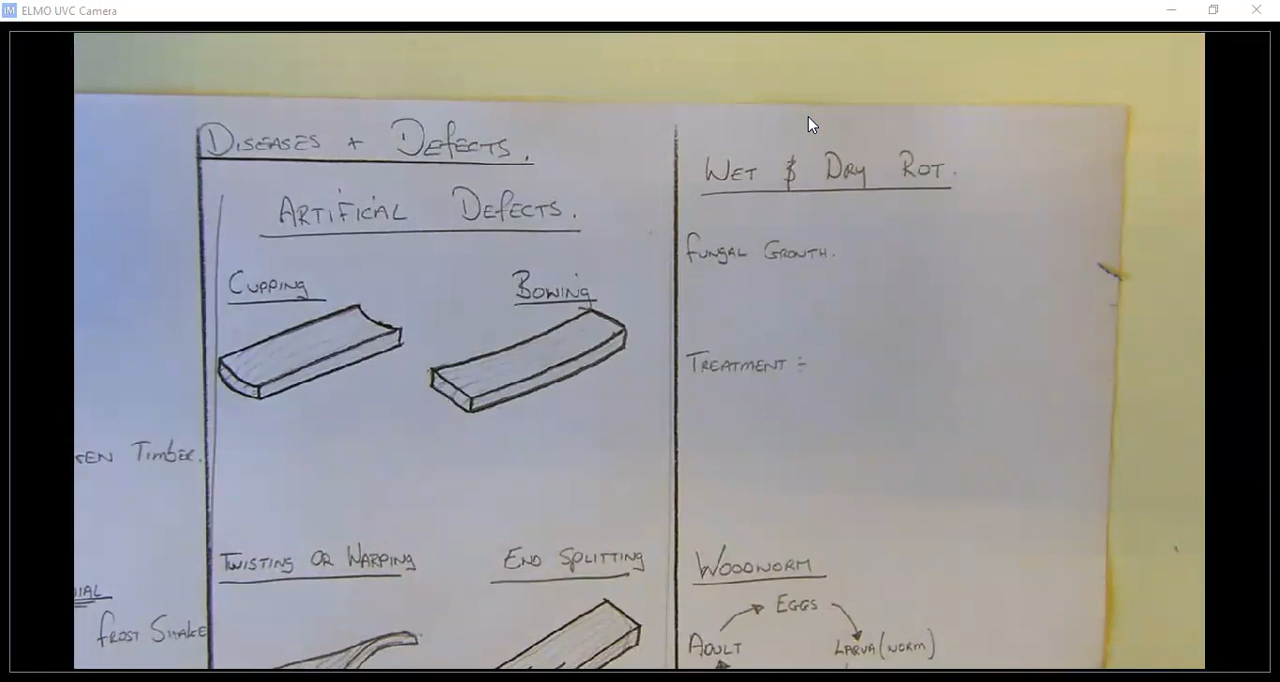 ELMO UVC Camera
DISEASES + DEFECTS.
ARTIFICIAL DEFECTS.
CUPPING
BOWING
TWISTING OR WARPING
END SPLITTING
Timber.
FROST SHAKE
WET & DRY ROT.
FUNGAL GROWTH.
TREATMENT :-
WOODNORM
EGGS
ADULT
LARVA (WORM)